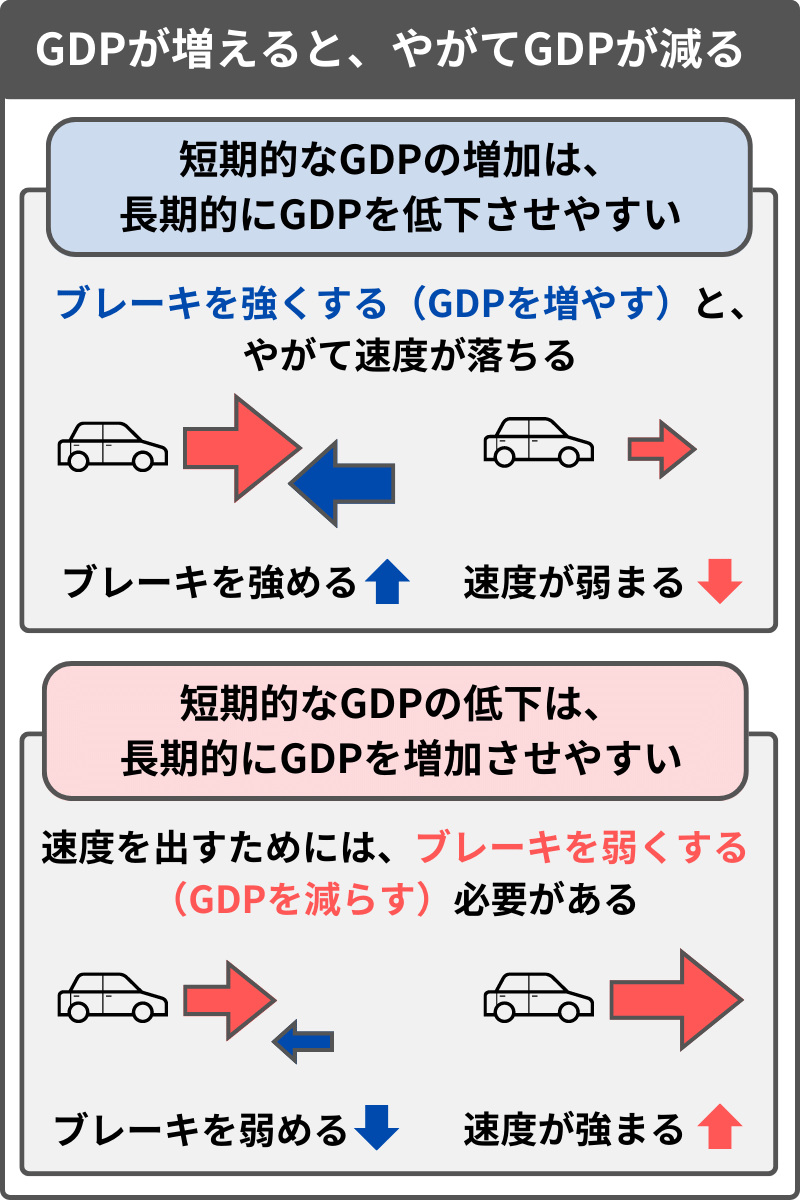 GDPが増えると、やがてGDPが減る
短期的なGDPの増加は、
長期的にGDPを低下させやすい
ブレーキを強くする（GDPを増やす）と、
やがて速度が落ちる
ブレーキを強める
速度が弱まる
短期的なGDPの低下は、
長期的にGDPを増加させやすい
速度を出すためには、ブレーキを弱くする
（GDPを減らす）必要がある
ブレーキを弱める
速度が強まる